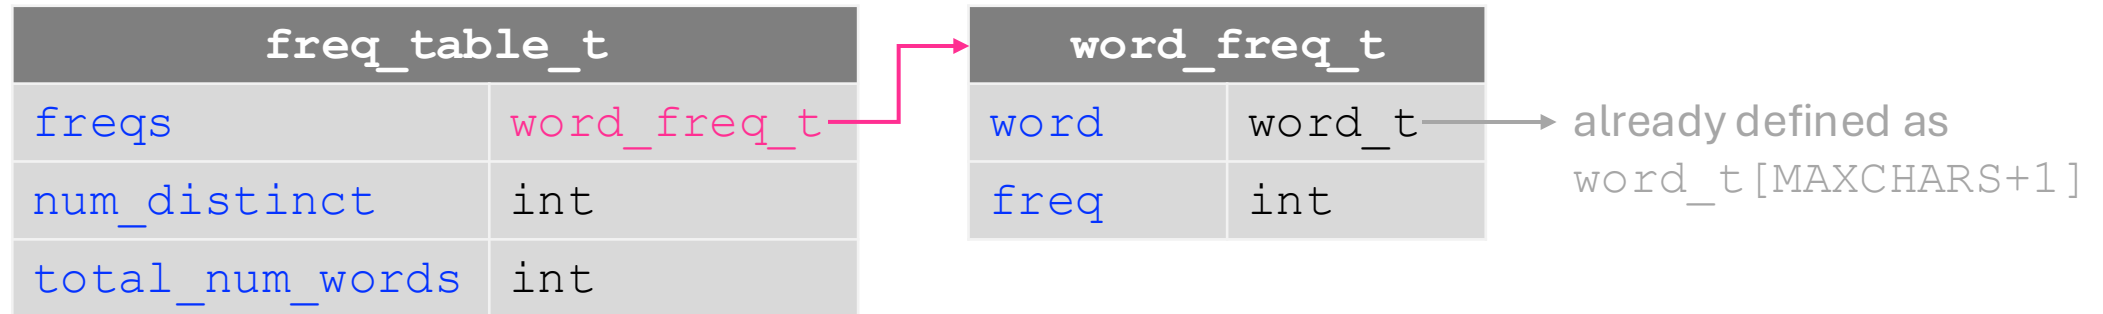 freq_table_t
freqs word_freq_t
num_distinct int
total_num_words int
word_freq_t
word word_t
freq int
already defined as
word_t[MAXCHARS+1]